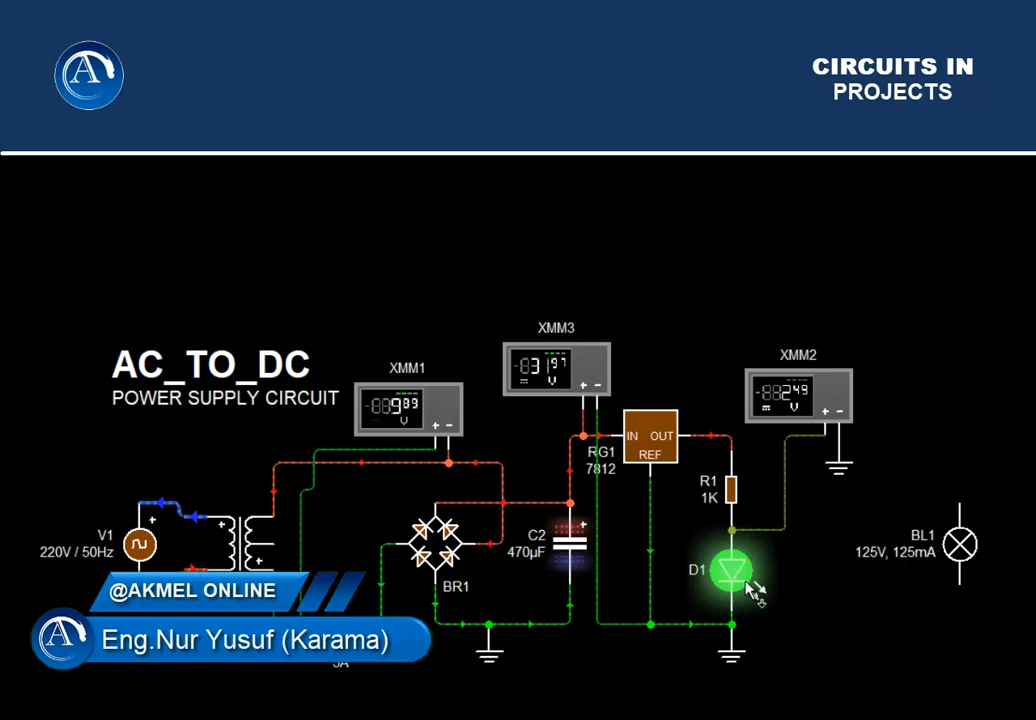 A
CIRCUITS IN
PROJECTS
XMM3
AC_TO_DC
POWER SUPPLY CIRCUIT
XMM1
V
+ -
V
+ -
XMM2
V
+ -
IN OUT
REF
RG1
7812
R1
1K
V1
220V / 50Hz
+
+
+
C2
470µF
+
BR1
D1
BL1
125V, 125mA
@AKMEL ONLINE
A
Eng.Nur Yusuf (Karama)